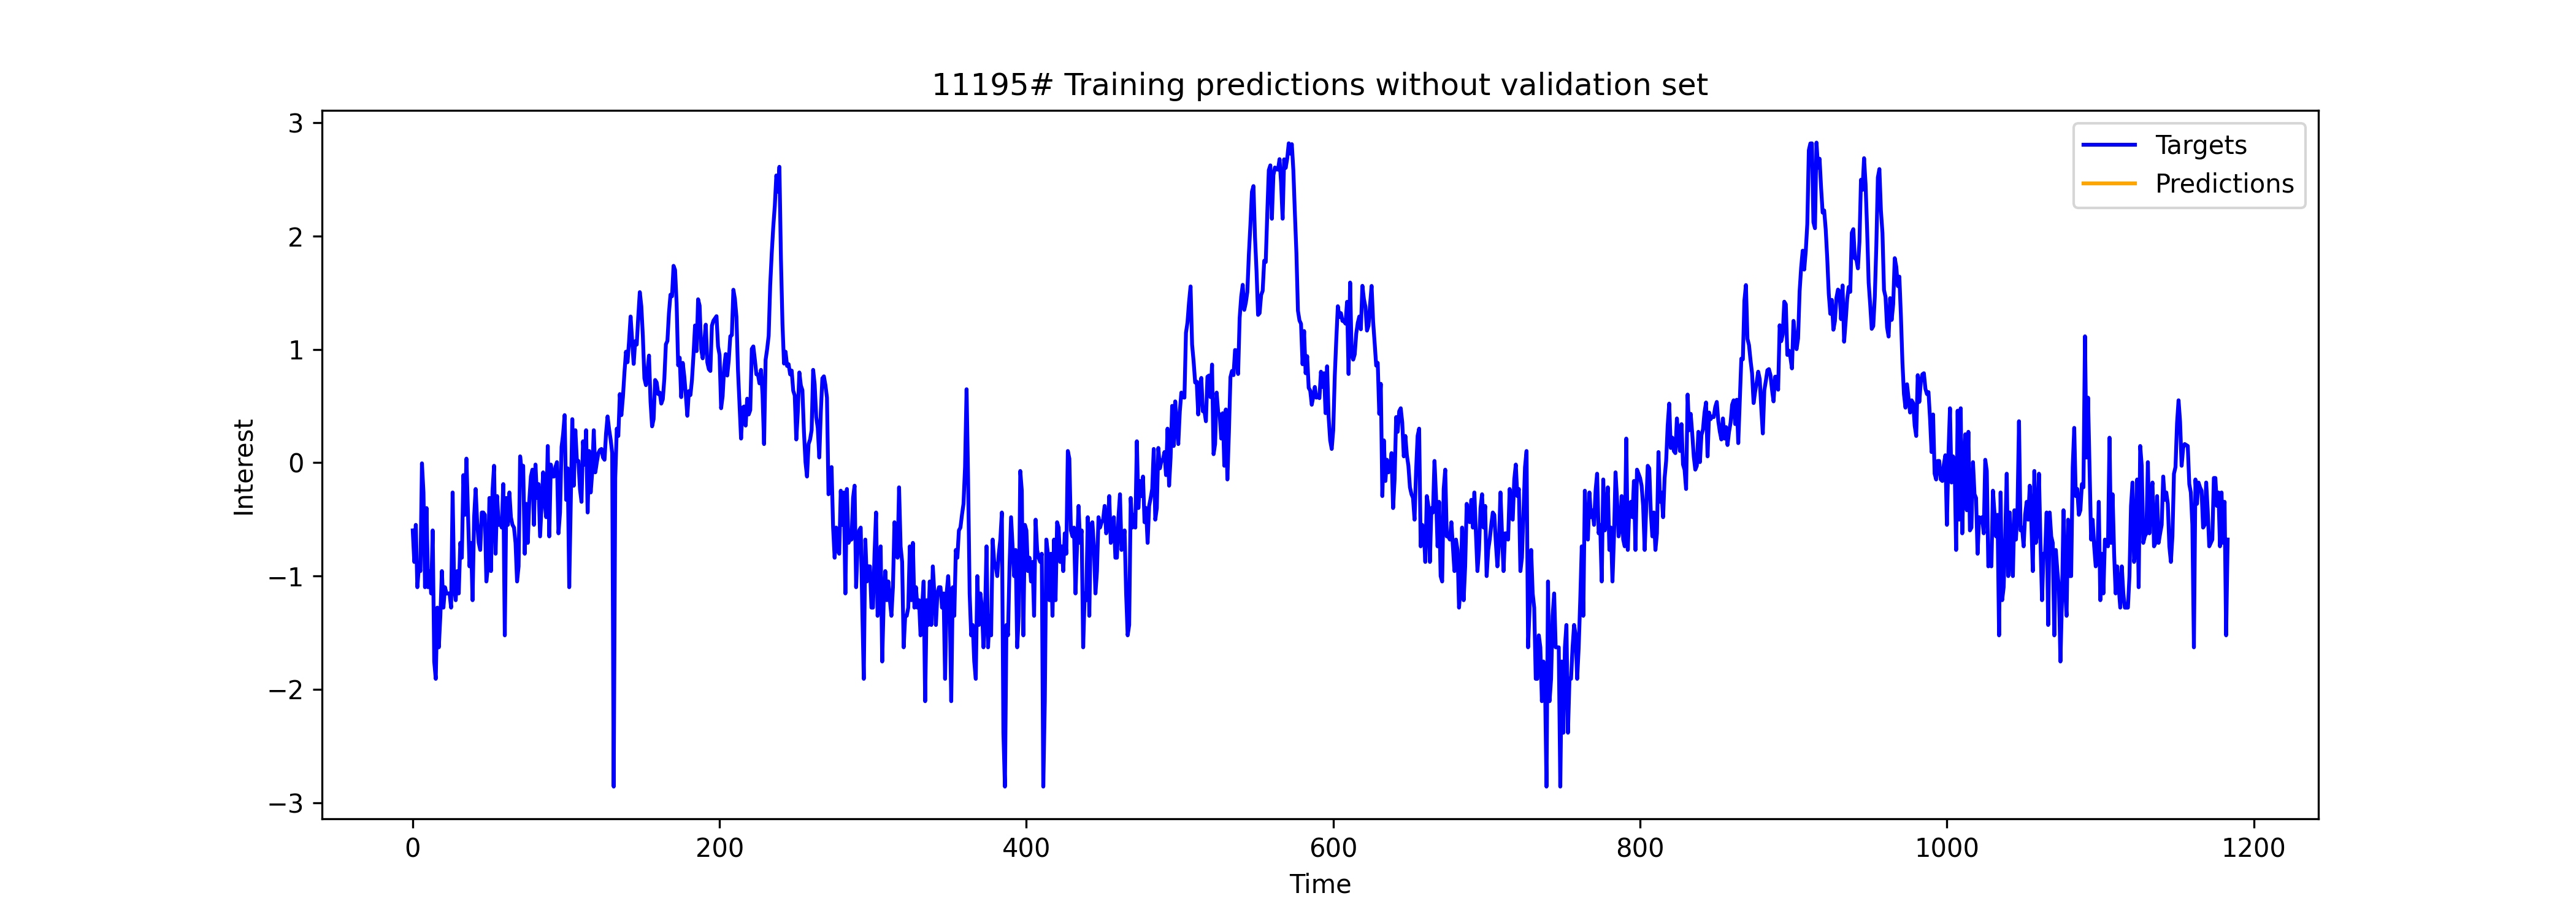 11195# Training predictions without validation set
3
2
1
0
−1
−2
−3
Interest
Targets
Predictions
0 200 400 600 800 1000 1200
Time